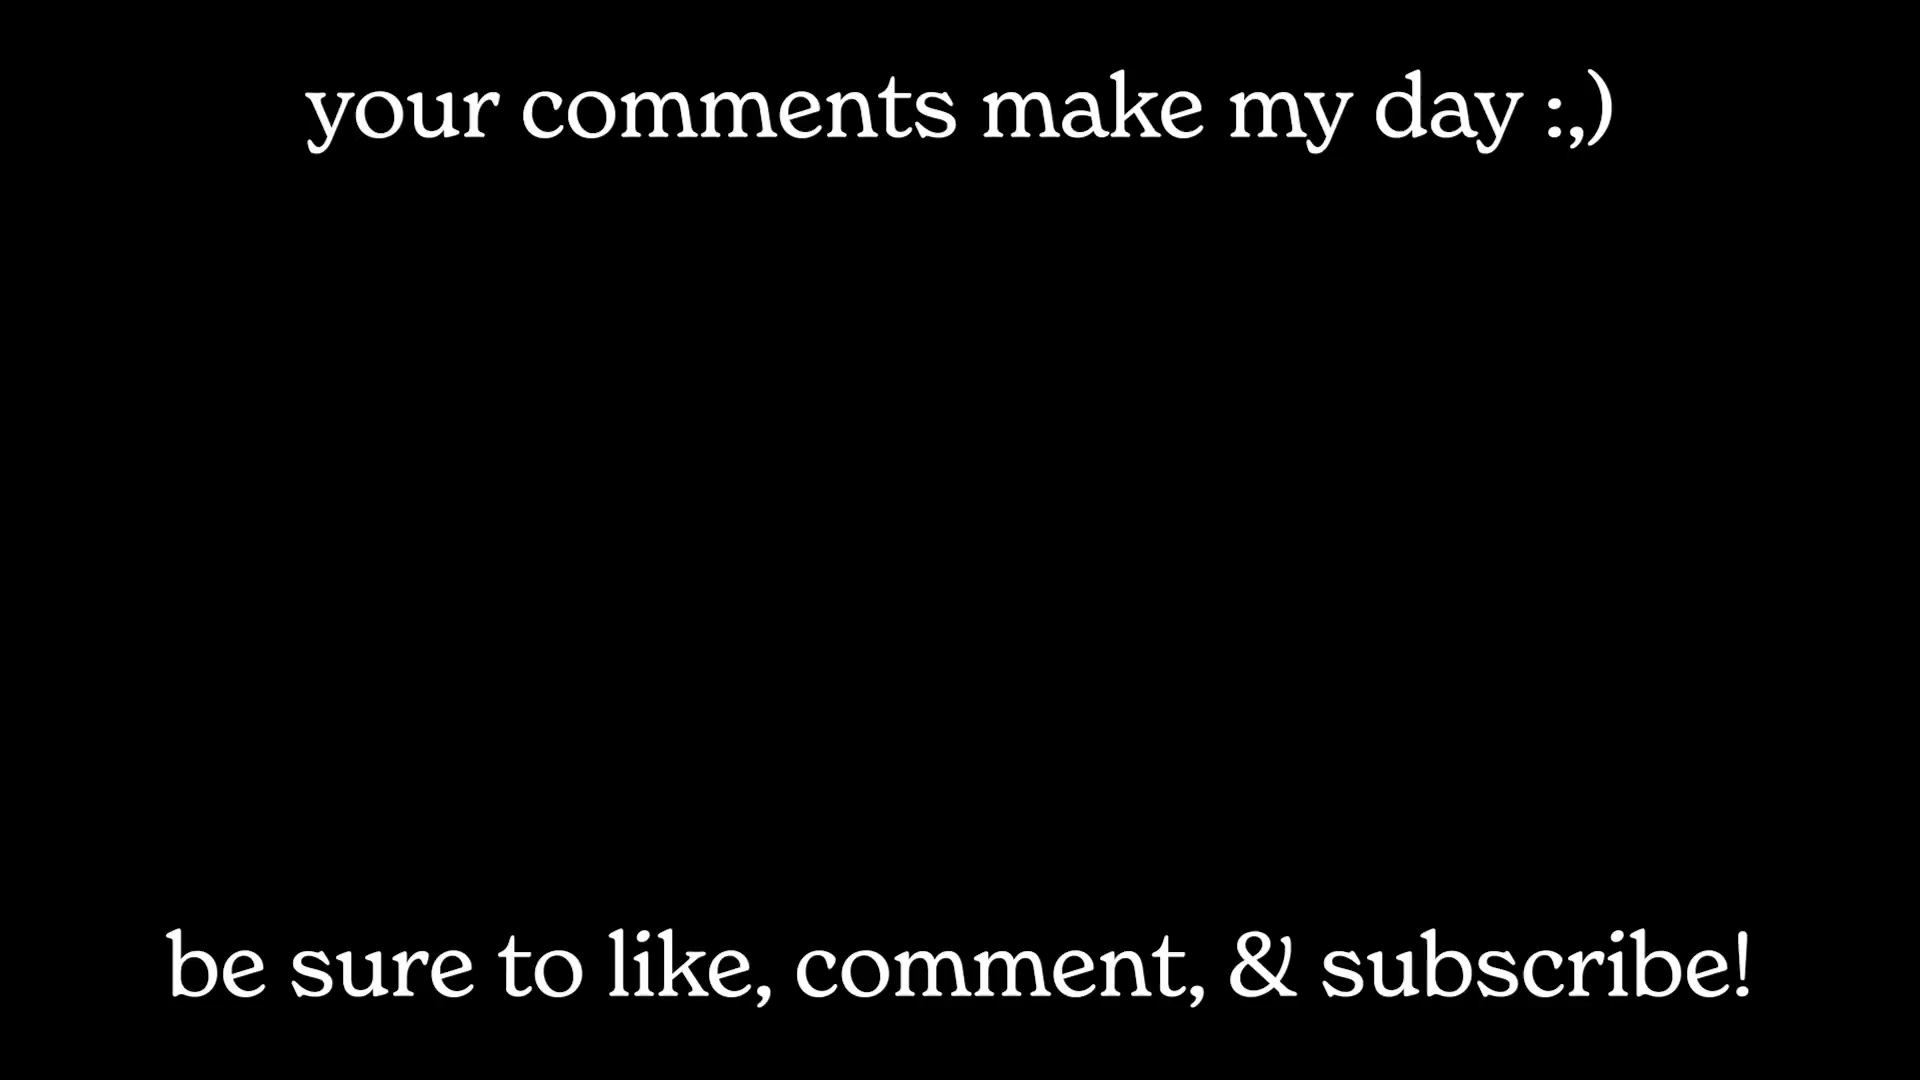 your comments make my day :,)
be sure to like, comment, & subscribe!